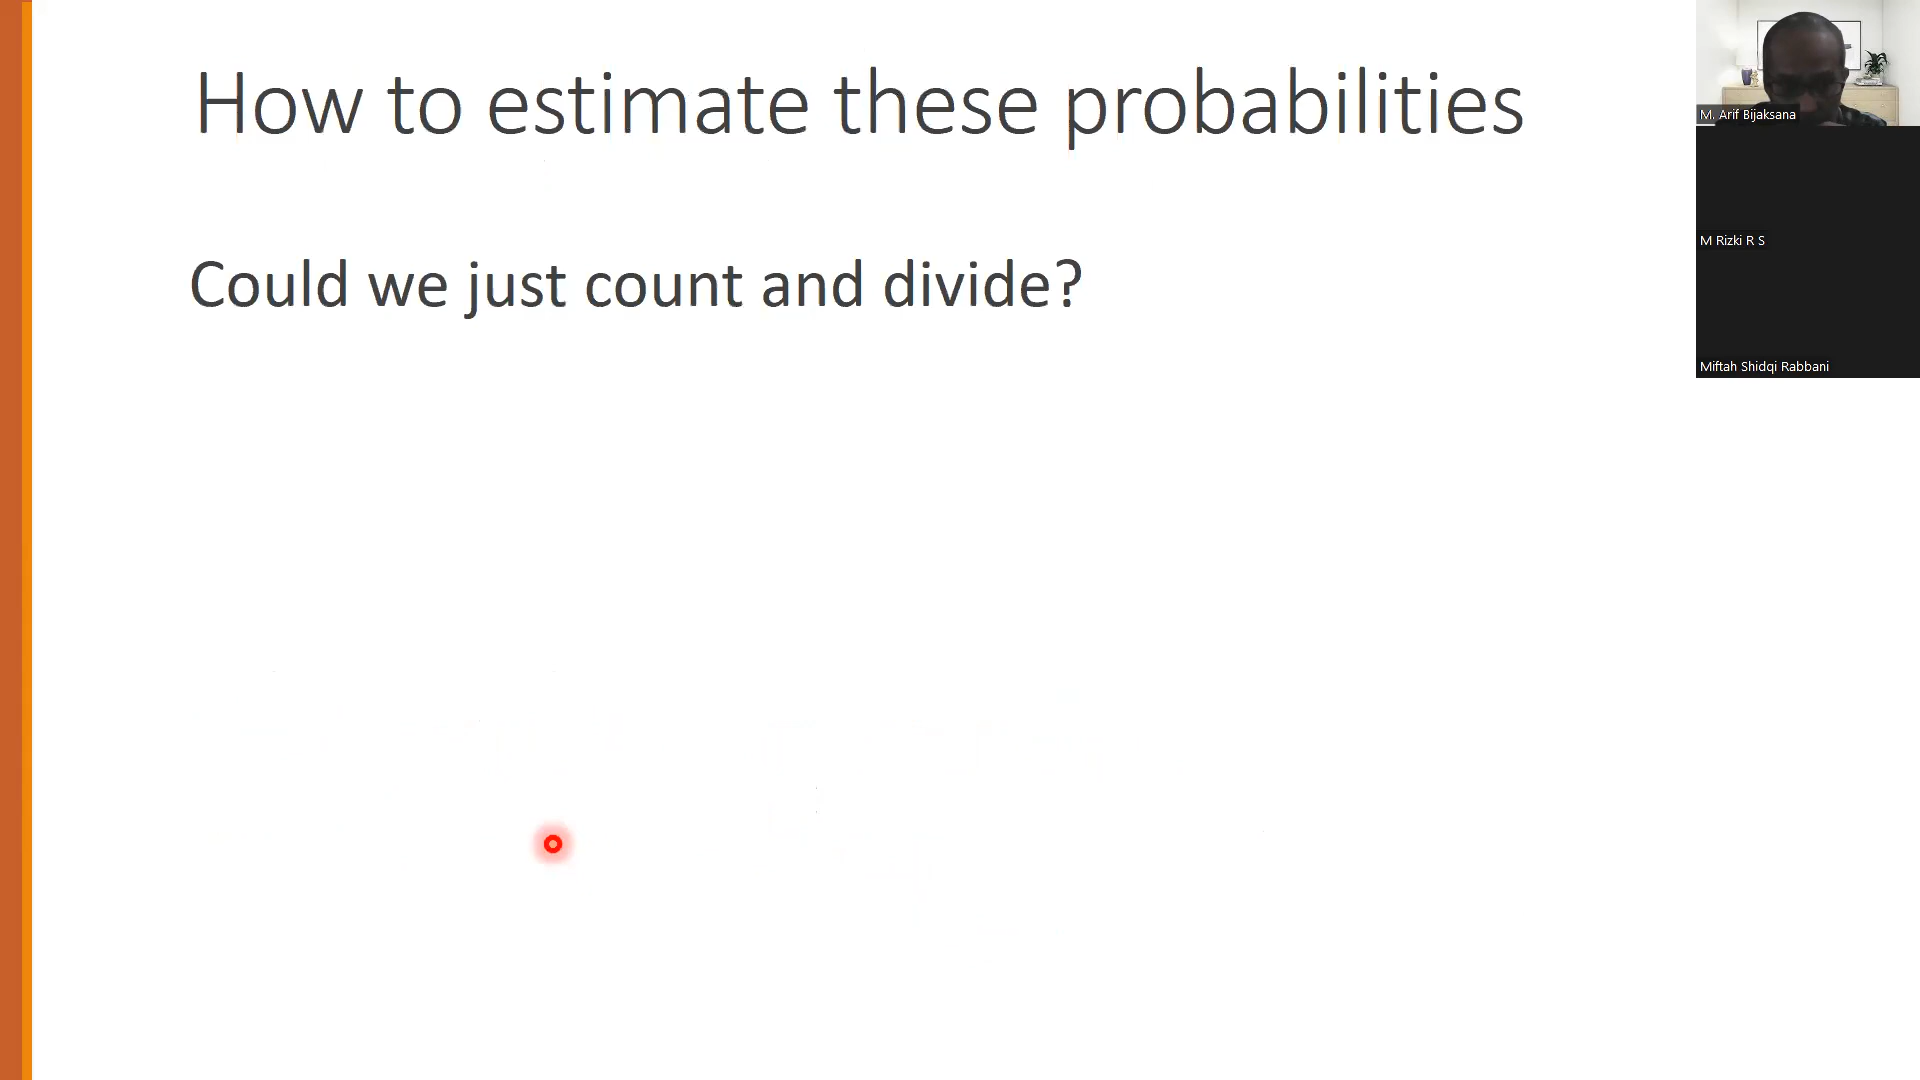 How to estimate these probabilities
Could we just count and divide?
M. Arif Bijaksana
M Rizki R S
Miftah Shidqi Rabbani